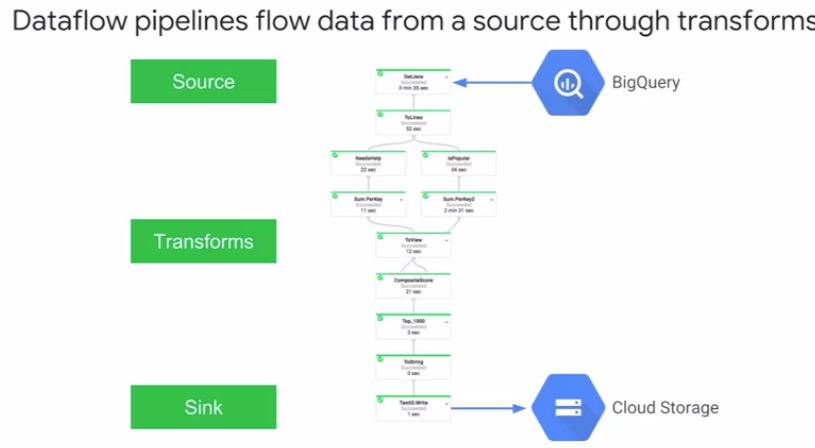 Dataflow pipelines flow data from a source through transforms
Source
GetJava
Succeeded
3 min 35 sec
BigQuery
ToLines
Succeeded
52 sec
NeedsHelp
Succeeded
22 sec
IsPopular
Succeeded
34 sec
Sum.PerKey
Succeeded
11 sec
Sum.PerKey2
Succeeded
2 min 31 sec
Transforms
ToView
Succeeded
12 sec
CompositeScore
Succeeded
21 sec
Top_1000
Succeeded
3 sec
ToString
Succeeded
0 sec
Sink
TextIO.Write
Succeeded
1 sec
Cloud Storage